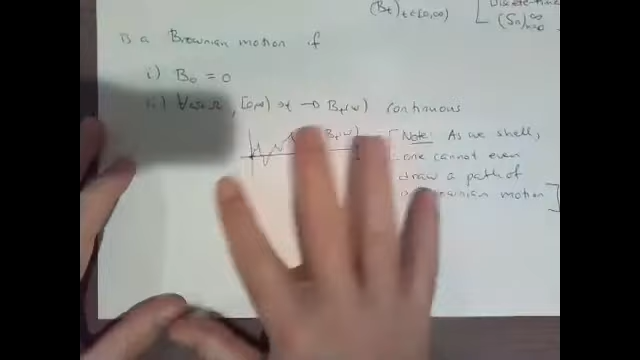 (B_t)_{t∈[0,∞)} [ Discrete-time
(S_n)_{n=0}^∞
is a Brownian motion if
i) B_0 = 0
ii) ∀ω∈Ω, [0,∞) ∋ t → B_t(ω) continuous
B_t(ω)
[Note: As we shall,
one cannot even
draw a path of
Brownian motion ]